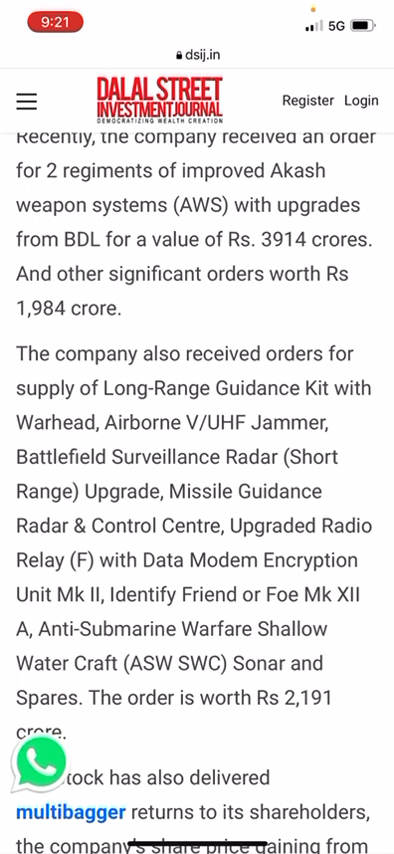 9:21
5G
dsij.in
DALAL STREET
INVESTMENT JOURNAL
DEMOCRATIZING WEALTH CREATION
Register Login
Recently, the company received an order
for 2 regiments of improved Akash
weapon systems (AWS) with upgrades
from BDL for a value of Rs. 3914 crores.
And other significant orders worth Rs
1,984 crore.
The company also received orders for
supply of Long-Range Guidance Kit with
Warhead, Airborne V/UHF Jammer,
Battlefield Surveillance Radar (Short
Range) Upgrade, Missile Guidance
Radar & Control Centre, Upgraded Radio
Relay (F) with Data Modem Encryption
Unit Mk II, Identify Friend or Foe Mk XII
A, Anti-Submarine Warfare Shallow
Water Craft (ASW SWC) Sonar and
Spares. The order is worth Rs 2,191
crore.
tock has also delivered
multibagger returns to its shareholders,
the company's share price gaining from